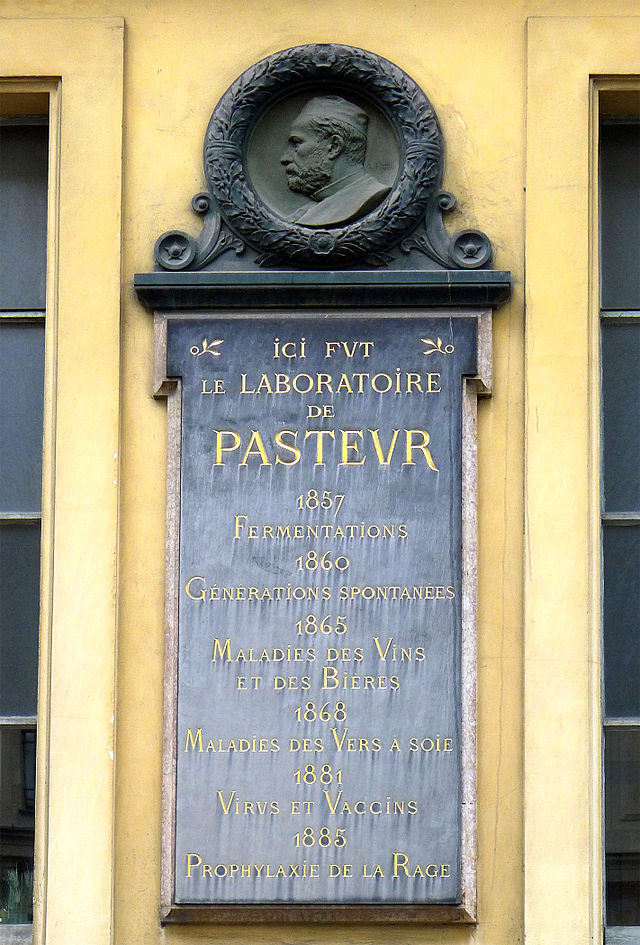 ICI FVT
LE LABORATOIRE
DE
PASTEVR
1857
FERMENTATIONS
1860
GÉNÉRATIONS SPONTANÉES
1865
MALADIES DES VINS
ET DES BIÈRES
1868
MALADIES DES VERS A SOIE
1881
VIRVS ET VACCINS
1885
PROPHYLAXIE DE LA RAGE